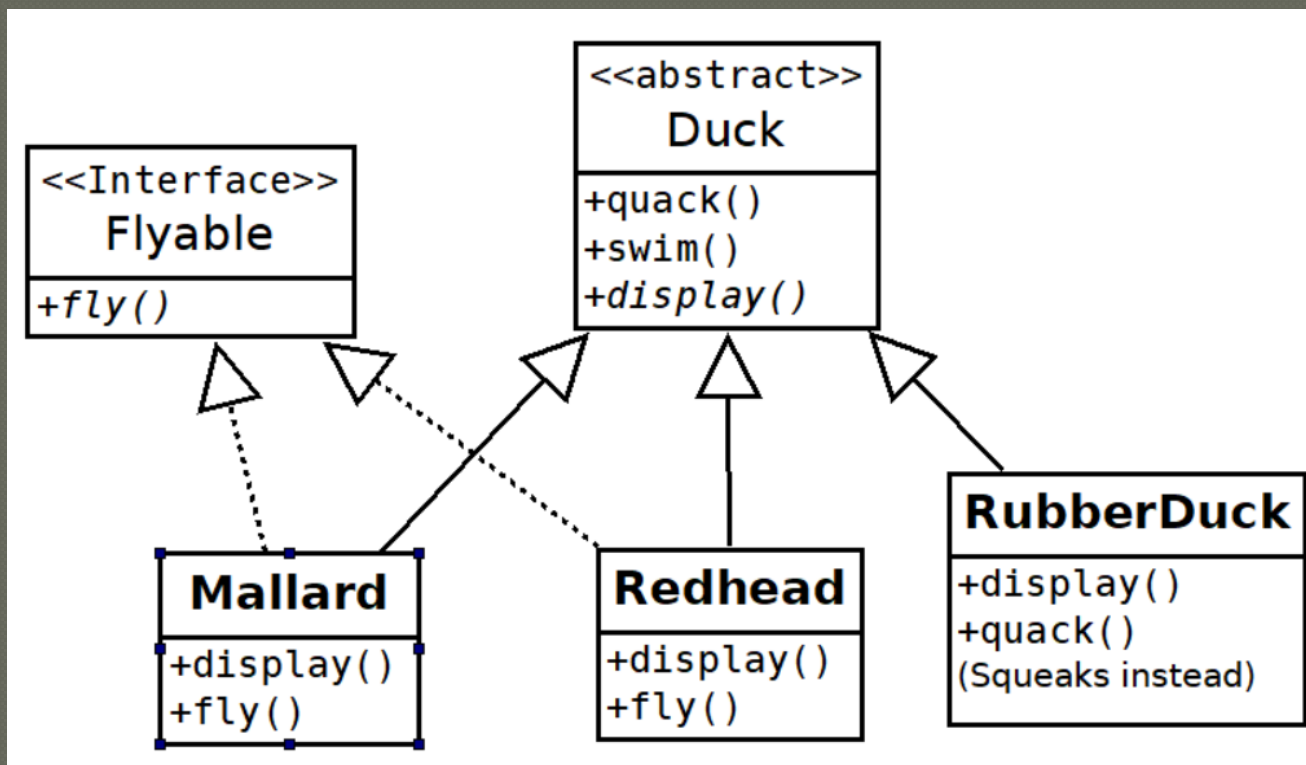 <<abstract>>
Duck
+quack()
+swim()
+display()
<<Interface>>
Flyable
+fly()
Mallard
+display()
+fly()
Redhead
+display()
+fly()
RubberDuck
+display()
+quack()
(Squeaks instead)